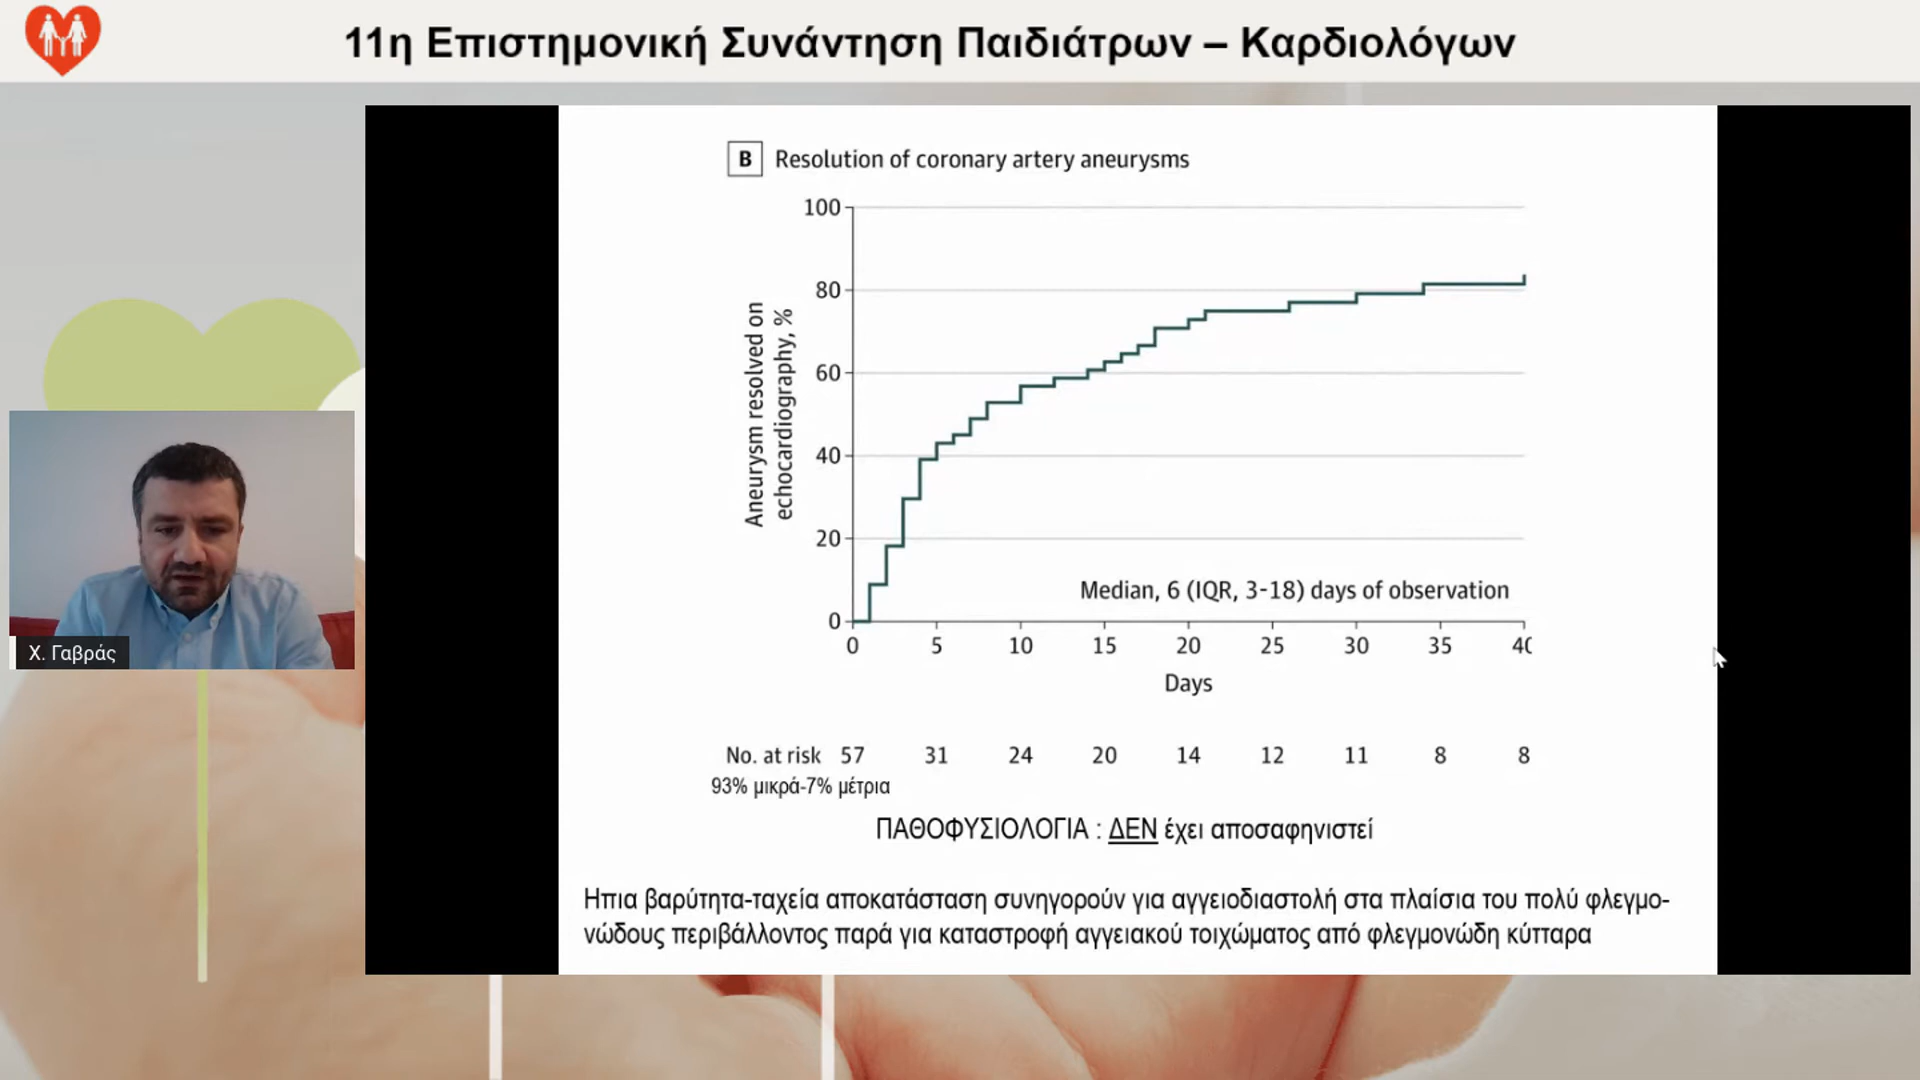 11η Επιστημονική Συνάντηση Παιδιάτρων – Καρδιολόγων
B Resolution of coronary artery aneurysms
Aneurysm resolved on
echocardiography, %
100
80
60
40
20
0
Median, 6 (IQR, 3-18) days of observation
0 5 10 15 20 25 30 35 40
Days
No. at risk 57 31 24 20 14 12 11 8 8
93% μικρά-7% μέτρια
ΠΑΘΟΦΥΣΙΟΛΟΓΙΑ : ΔΕΝ έχει αποσαφηνιστεί
Ηπια βαρύτητα-ταχεία αποκατάσταση συνηγορούν για αγγειοδιαστολή στα πλαίσια του πολύ φλεγμο-
νώδους περιβάλλοντος παρά για καταστροφή αγγειακού τοιχώματος από φλεγμονώδη κύτταρα
Χ. Γαβράς